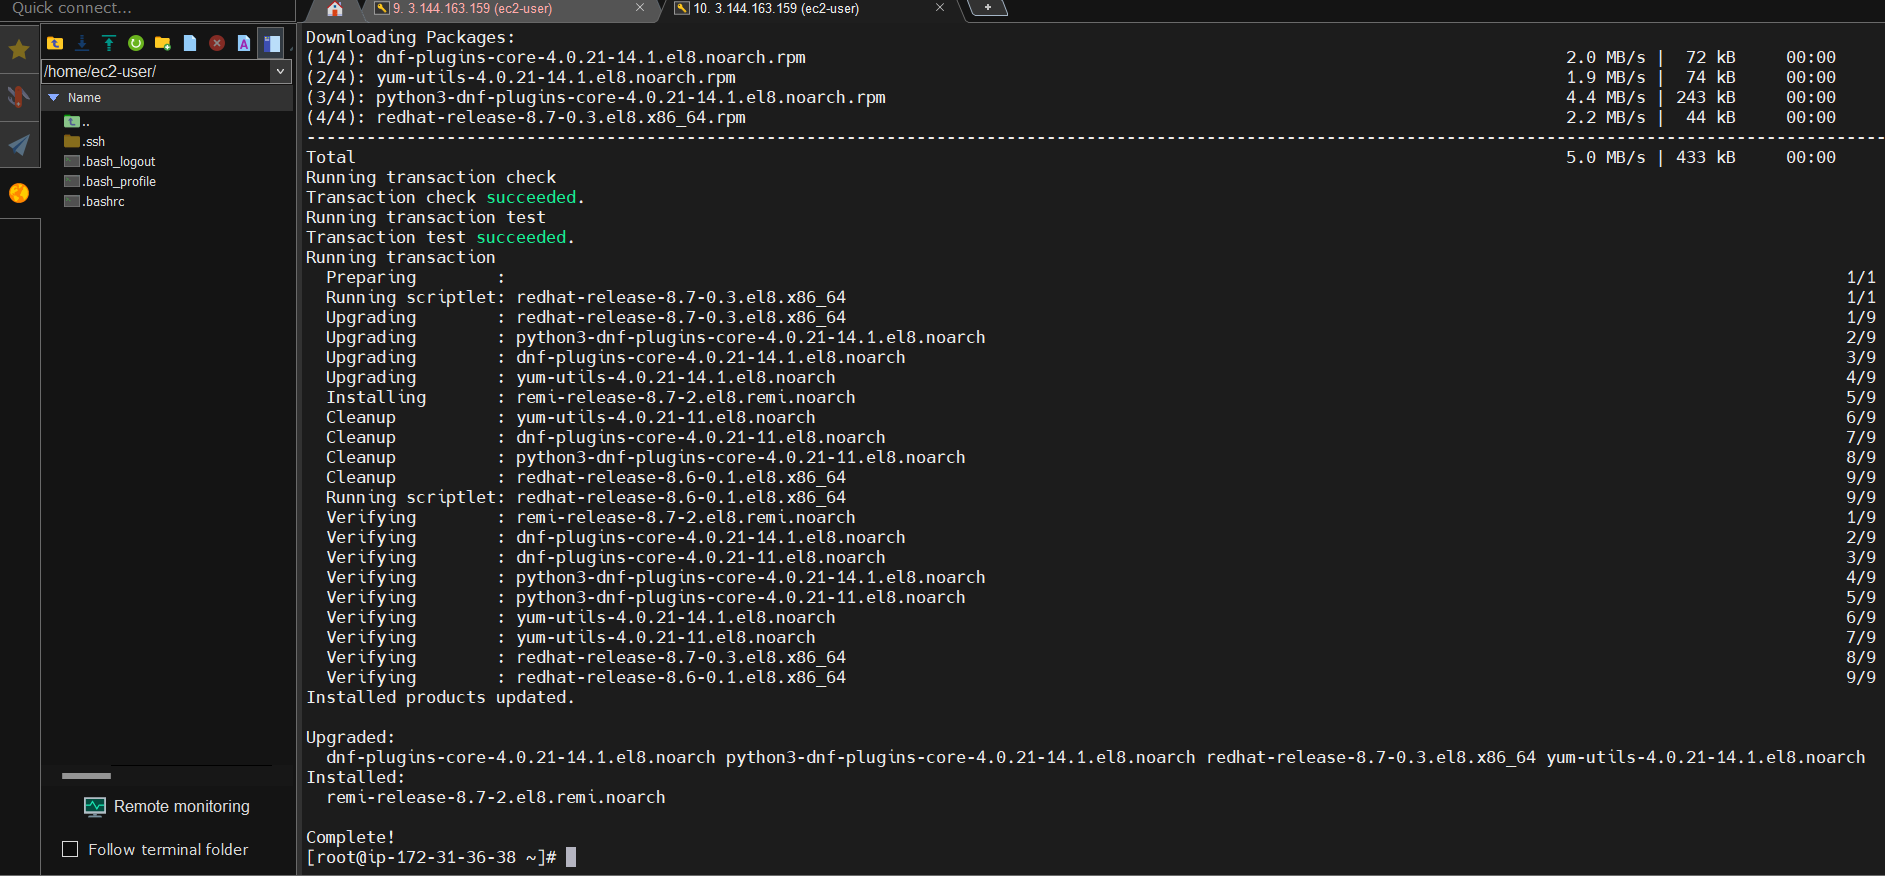 Quick connect...
9. 3.144.163.159 (ec2-user)
10. 3.144.163.159 (ec2-user)
/home/ec2-user/
Name
..
.ssh
.bash_logout
.bash_profile
.bashrc
Remote monitoring
Follow terminal folder
Downloading Packages:
(1/4): dnf-plugins-core-4.0.21-14.1.el8.noarch.rpm 2.0 MB/s | 72 kB 00:00
(2/4): yum-utils-4.0.21-14.1.el8.noarch.rpm 1.9 MB/s | 74 kB 00:00
(3/4): python3-dnf-plugins-core-4.0.21-14.1.el8.noarch.rpm 4.4 MB/s | 243 kB 00:00
(4/4): redhat-release-8.7-0.3.el8.x86_64.rpm 2.2 MB/s | 44 kB 00:00
Total 5.0 MB/s | 433 kB 00:00
Running transaction check
Transaction check succeeded.
Running transaction test
Transaction test succeeded.
Running transaction
Preparing : 1/1
Running scriptlet: redhat-release-8.7-0.3.el8.x86_64 1/1
Upgrading : redhat-release-8.7-0.3.el8.x86_64 1/9
Upgrading : python3-dnf-plugins-core-4.0.21-14.1.el8.noarch 2/9
Upgrading : dnf-plugins-core-4.0.21-14.1.el8.noarch 3/9
Upgrading : yum-utils-4.0.21-14.1.el8.noarch 4/9
Installing : remi-release-8.7-2.el8.remi.noarch 5/9
Cleanup : yum-utils-4.0.21-11.el8.noarch 6/9
Cleanup : dnf-plugins-core-4.0.21-11.el8.noarch 7/9
Cleanup : python3-dnf-plugins-core-4.0.21-11.el8.noarch 8/9
Cleanup : redhat-release-8.6-0.1.el8.x86_64 9/9
Running scriptlet: redhat-release-8.6-0.1.el8.x86_64 9/9
Verifying : remi-release-8.7-2.el8.remi.noarch 1/9
Verifying : dnf-plugins-core-4.0.21-14.1.el8.noarch 2/9
Verifying : dnf-plugins-core-4.0.21-11.el8.noarch 3/9
Verifying : python3-dnf-plugins-core-4.0.21-14.1.el8.noarch 4/9
Verifying : python3-dnf-plugins-core-4.0.21-11.el8.noarch 5/9
Verifying : yum-utils-4.0.21-14.1.el8.noarch 6/9
Verifying : yum-utils-4.0.21-11.el8.noarch 7/9
Verifying : redhat-release-8.7-0.3.el8.x86_64 8/9
Verifying : redhat-release-8.6-0.1.el8.x86_64 9/9
Installed products updated.
Upgraded:
dnf-plugins-core-4.0.21-14.1.el8.noarch python3-dnf-plugins-core-4.0.21-14.1.el8.noarch redhat-release-8.7-0.3.el8.x86_64 yum-utils-4.0.21-14.1.el8.noarch
Installed:
remi-release-8.7-2.el8.remi.noarch
Complete!
[root@ip-172-31-36-38 ~]#